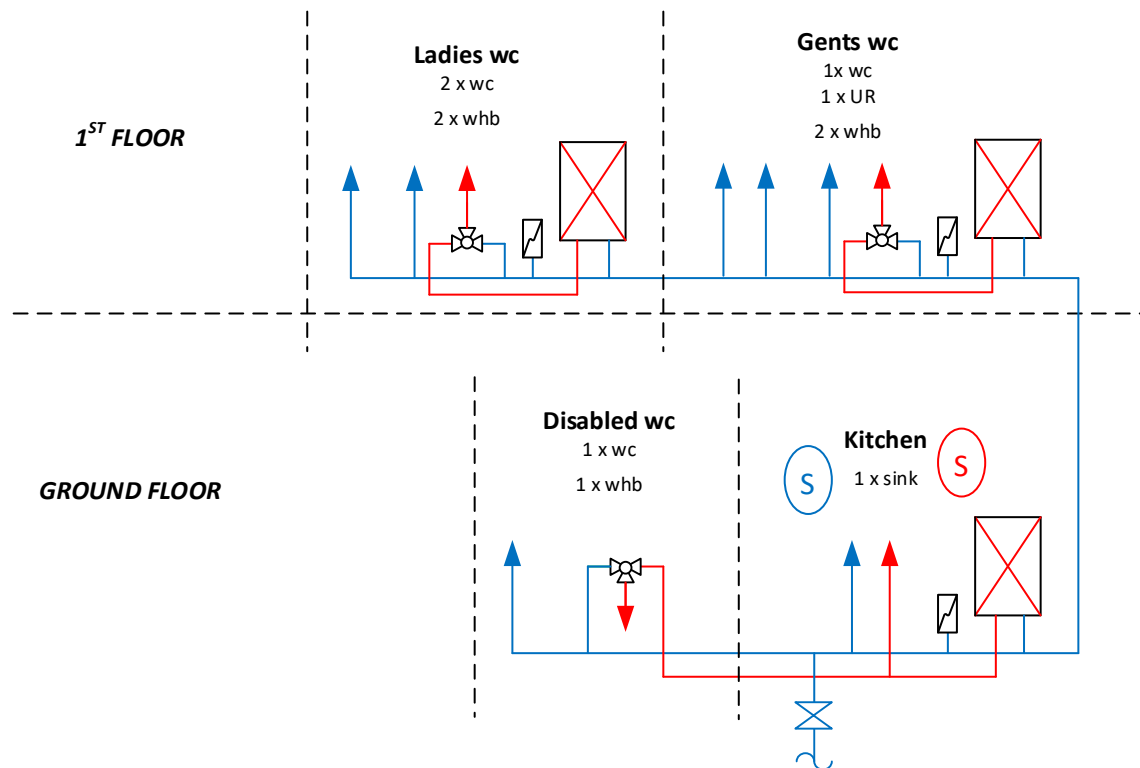 Ladies wc
2 x wc
2 x whb
Gents wc
1x wc
1 x UR
2 x whb
1ST FLOOR
Disabled wc
1 x wc
1 x whb
Kitchen
1 x sink
S
S
GROUND FLOOR